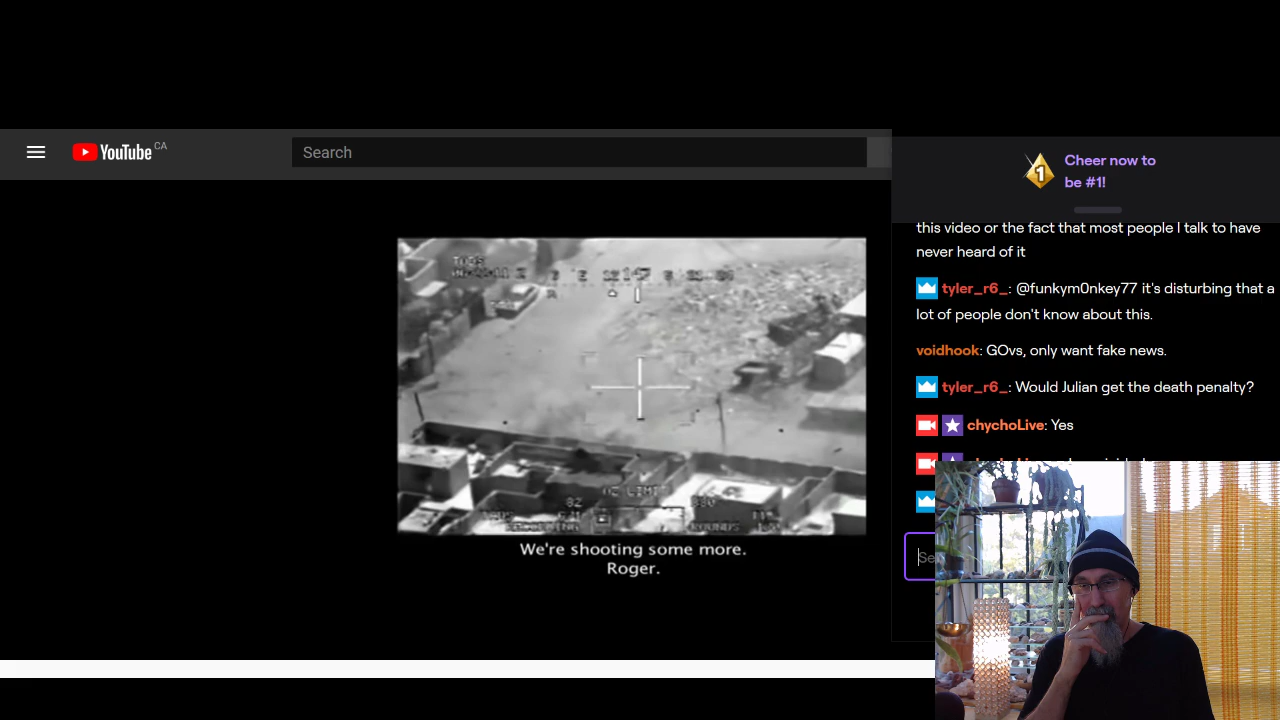 YouTube CA
Search
Cheer now to
be #1!
this video or the fact that most people I talk to have
never heard of it
tyler_r6_: @funkym0nkey77 it's disturbing that a
lot of people don't know about this.
voidhook: GOvs, only want fake news.
tyler_r6_: Would Julian get the death penalty?
chychoLive: Yes
We're shooting some more.
Roger.